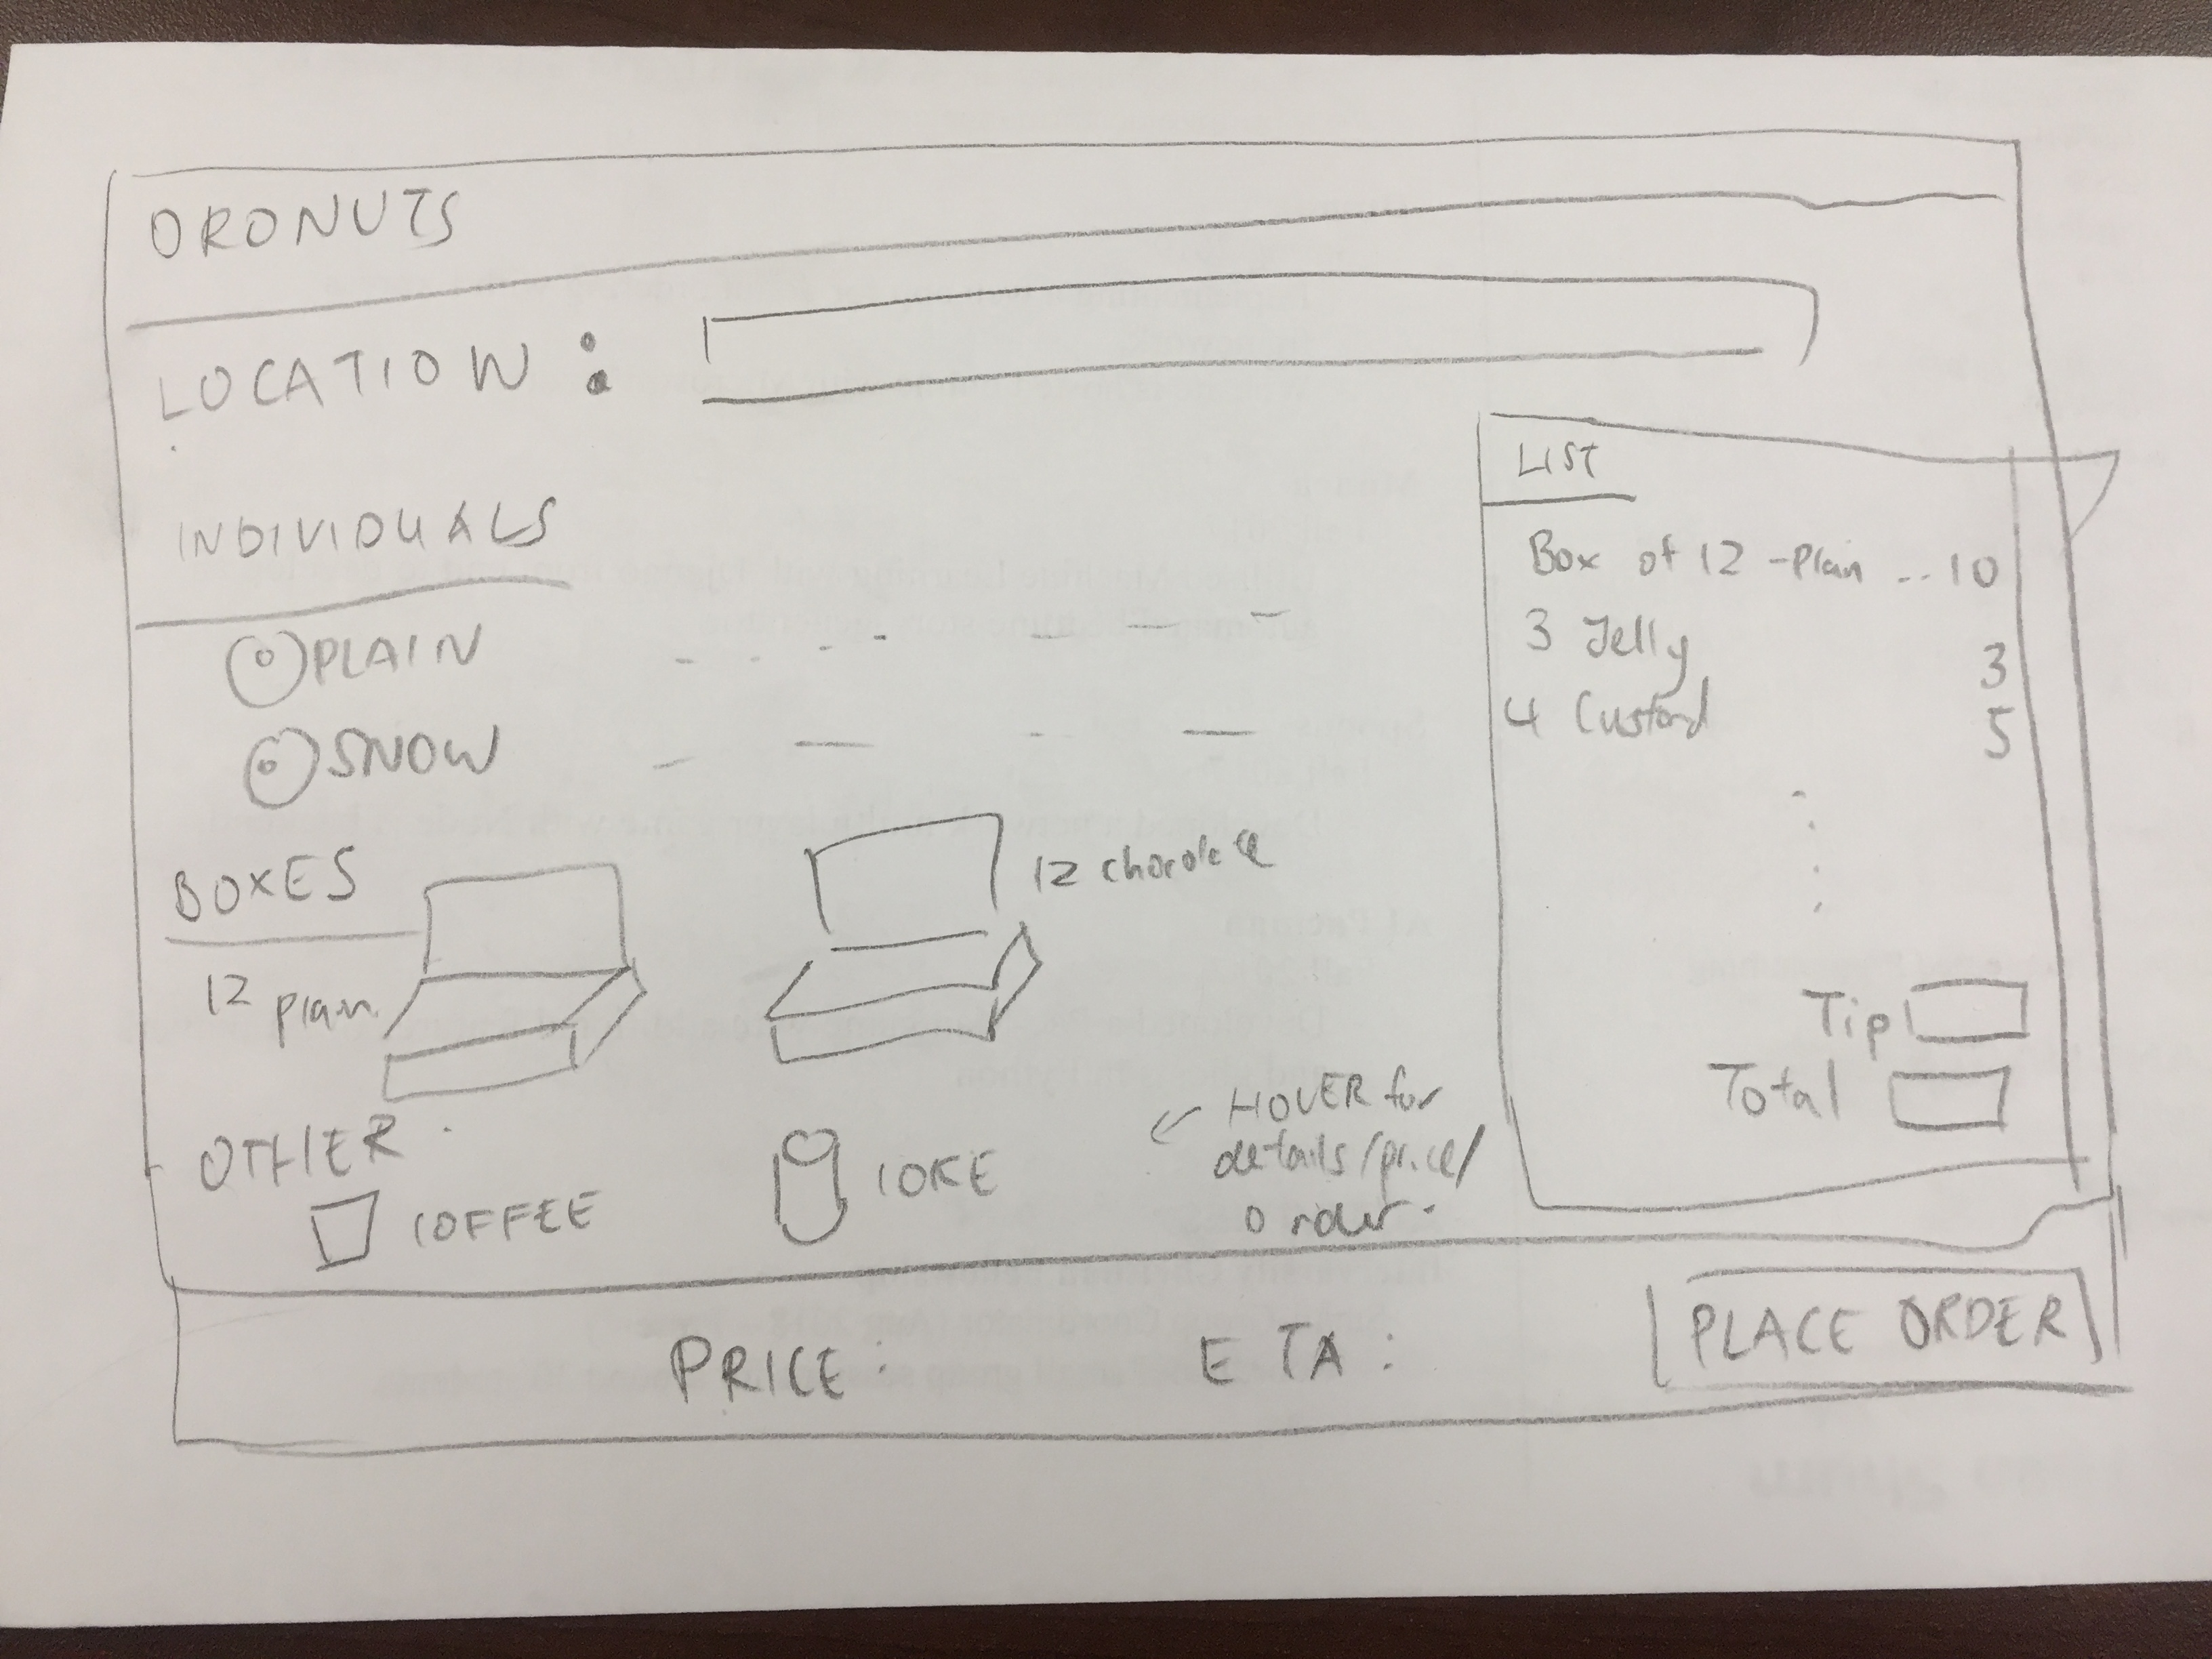 DRONUTS
LOCATION :
INDIVIDUALS
PLAIN
SNOW
BOXES
12 plain
12 chocolate
OTHER
COFFEE
COKE
← HOVER for
details/price/
order
LIST
Box of 12 - Plain ... 10
3 Jelly 3
4 Custard 5
Tip
Total
PRICE: ETA:
PLACE ORDER